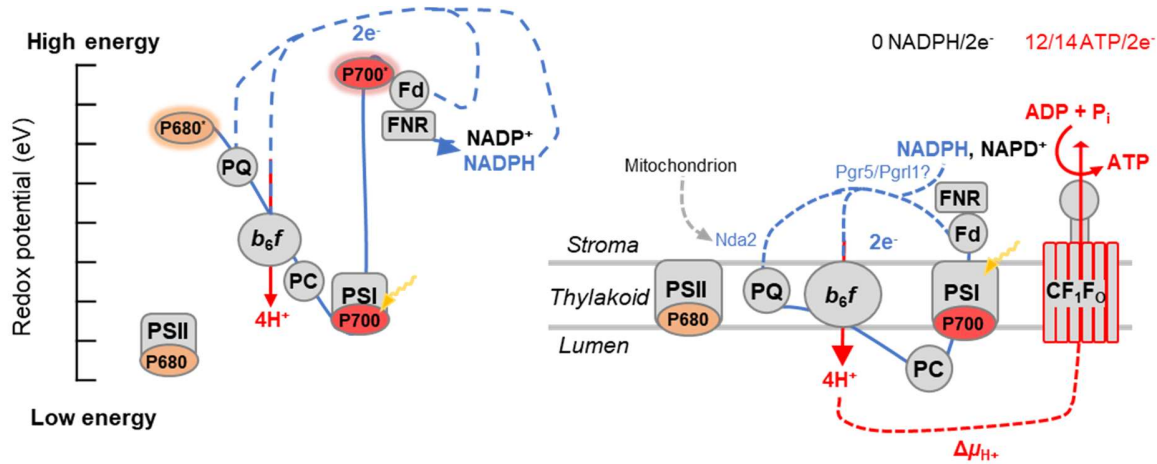 High energy
Redox potential (eV)
Low energy
2e⁻
P700*
Fd
FNR
NADP⁺
NADPH
P680*
PQ
b₆f
PC
PSI
P700
4H⁺
PSII
P680
0 NADPH/2e⁻
12/14 ATP/2e⁻
ADP + Pᵢ
ATP
NADPH, NAPD⁺
Pgr5/Pgrl1?
Mitochondrion
Nda2
FNR
Fd
2e⁻
Stroma
Thylakoid
Lumen
PSII
P680
PQ
b₆f
PSI
P700
CF₁F₀
PC
4H⁺
Δμ_H+